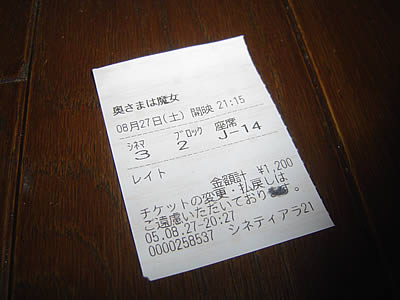 奥さまは魔女
08月27日(土) 開映 21:15
シネマ ブロック 座席
3 2 J-14
レイト
金額計 ¥1,200
チケットの変更・払戻しは
ご遠慮いただいております。
05.08.27-20:27
0000258537 シネティアラ21